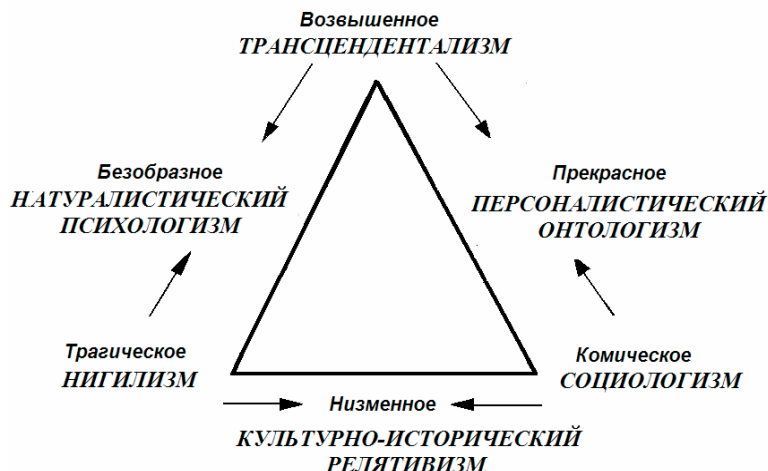 Возвышенное
ТРАНСЦЕНДЕНТАЛИЗМ
Безобразное
НАТУРАЛИСТИЧЕСКИЙ
ПСИХОЛОГИЗМ
Прекрасное
ПЕРСОНАЛИСТИЧЕСКИЙ
ОНТОЛОГИЗМ
Трагическое
НИГИЛИЗМ
Комическое
СОЦИОЛОГИЗМ
Низменное
КУЛЬТУРНО-ИСТОРИЧЕСКИЙ
РЕЛЯТИВИЗМ